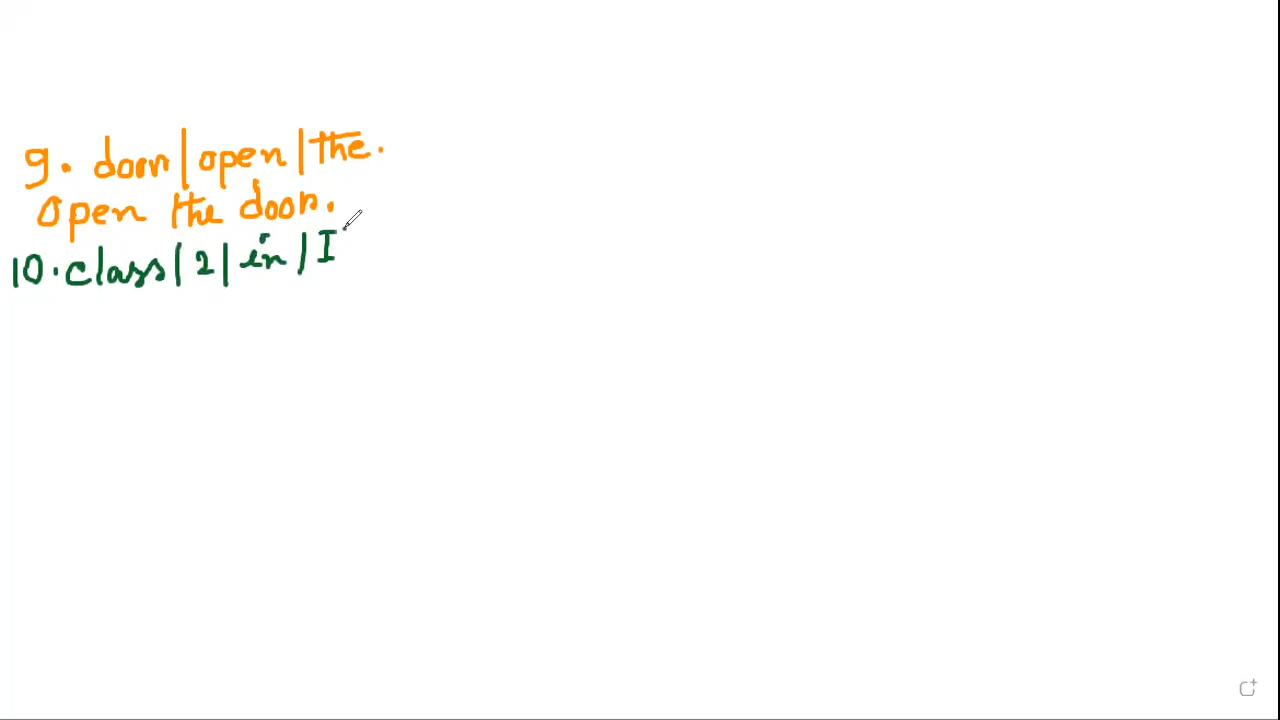 9. door/open/the.
Open the door.
10. class/2/in/I